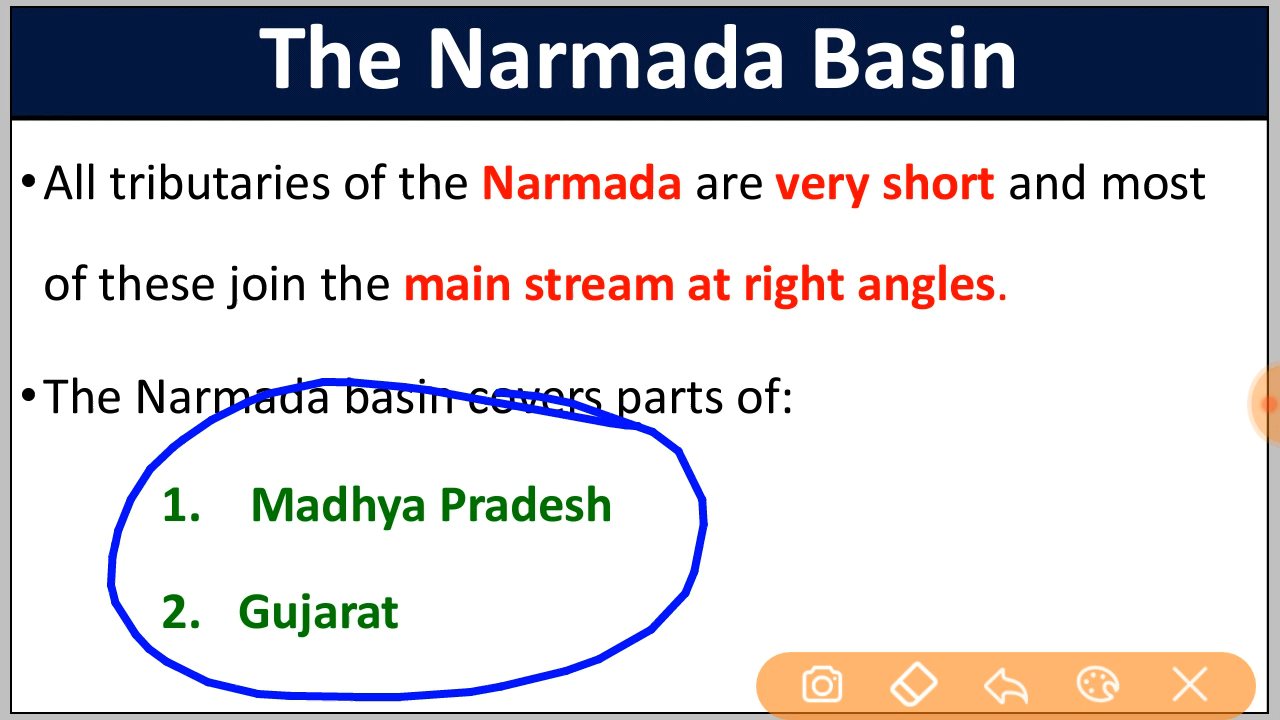 The Narmada Basin
•All tributaries of the Narmada are very short and most
of these join the main stream at right angles.
•The Narmada basin covers parts of:
1. Madhya Pradesh
2. Gujarat